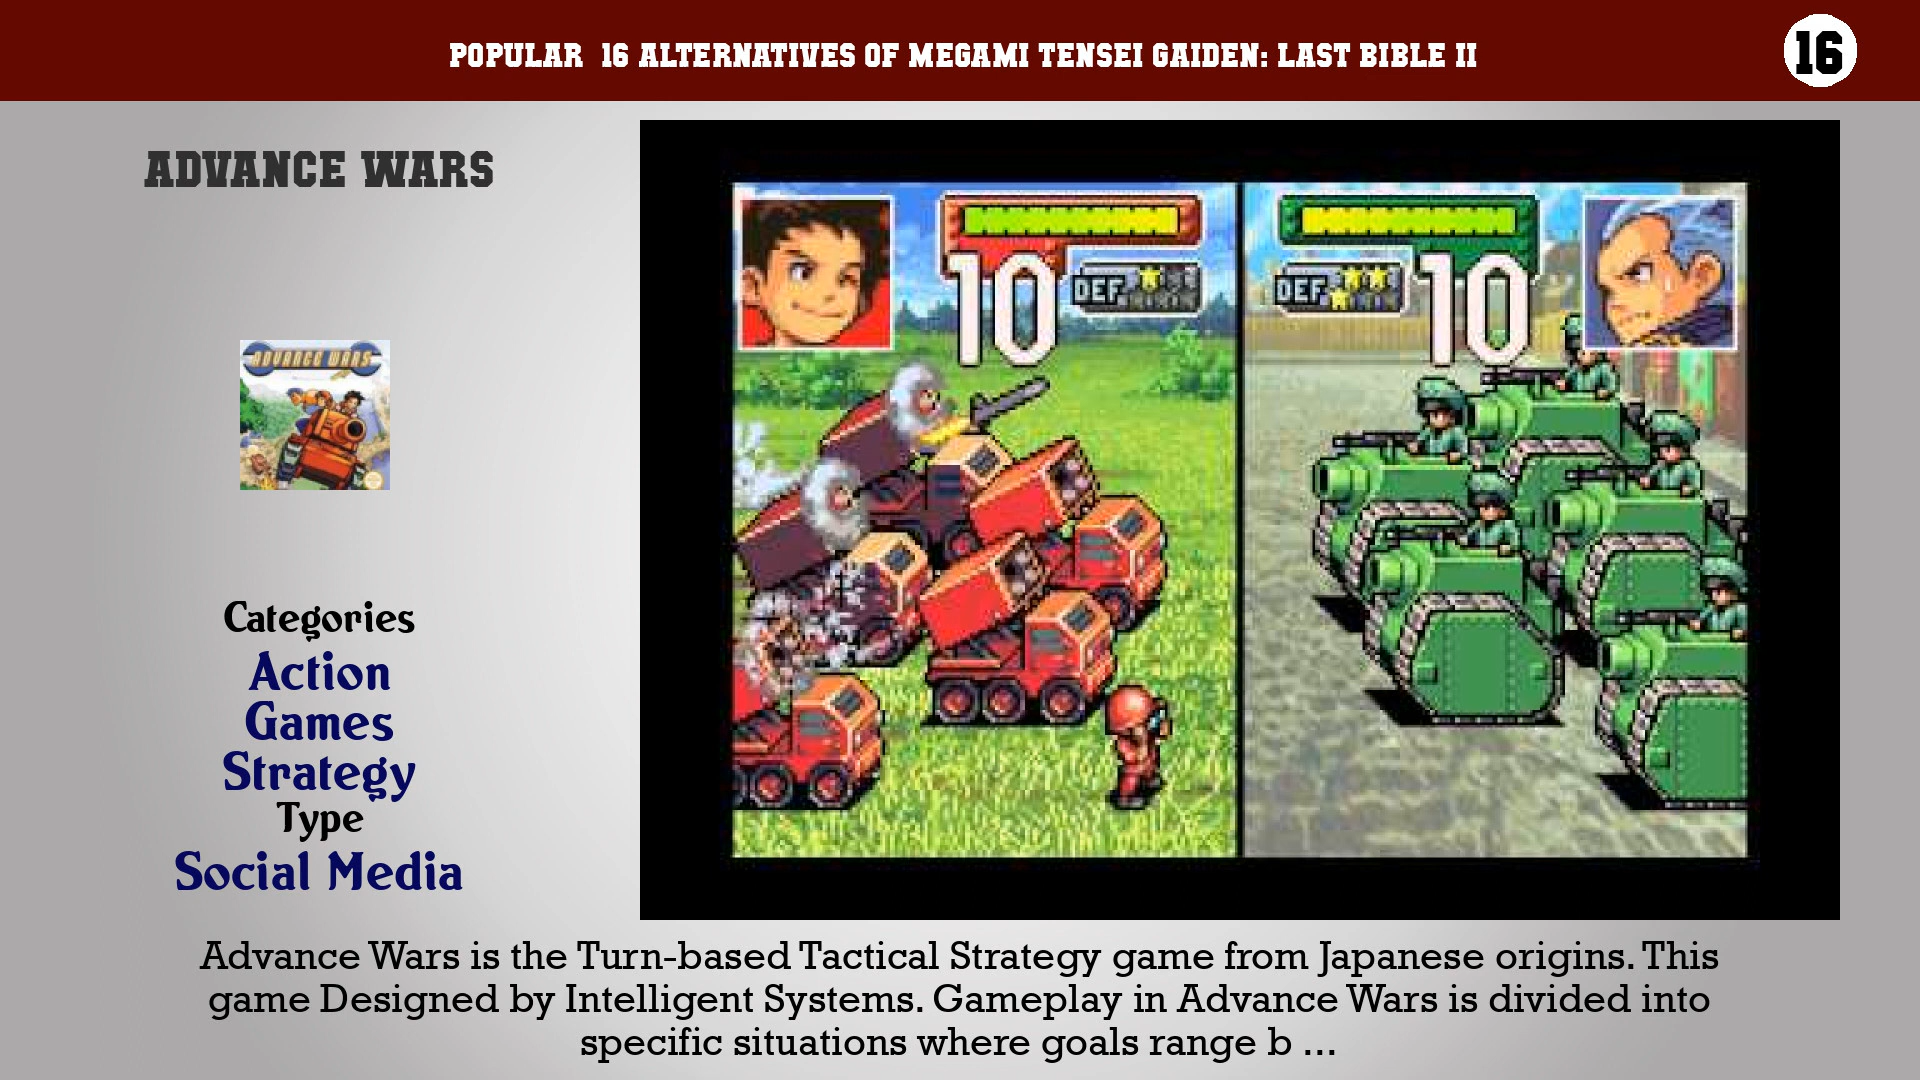 POPULAR 16 ALTERNATIVES OF MEGAMI TENSEI GAIDEN: LAST BIBLE II
16
ADVANCE WARS
10
DEF
DEF
10
ADVANCE WARS
Categories
Action
Games
Strategy
Type
Social Media
Advance Wars is the Turn-based Tactical Strategy game from Japanese origins. This
game Designed by Intelligent Systems. Gameplay in Advance Wars is divided into
specific situations where goals range b ...